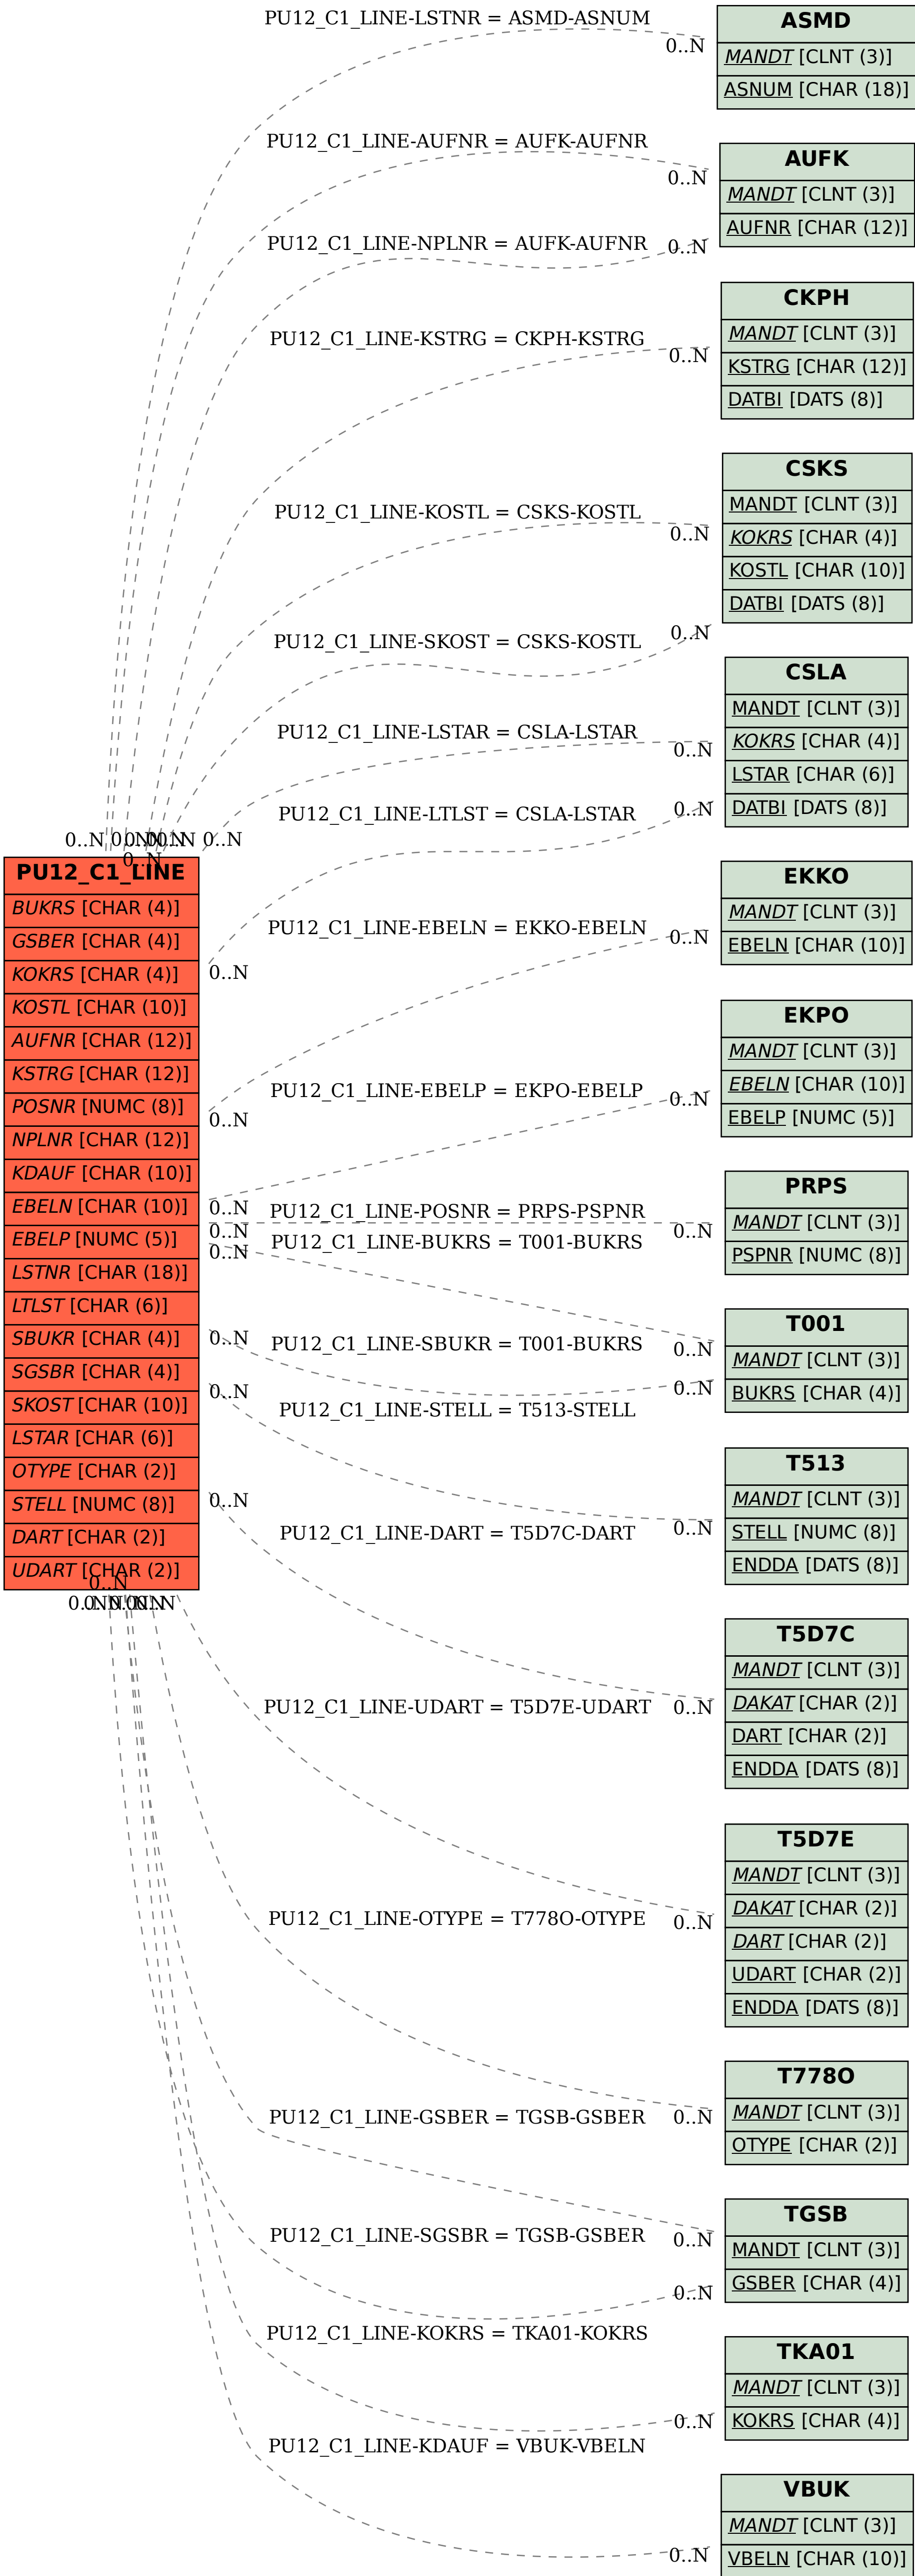 PU12_C1_LINE-LSTNR = ASMD-ASNUM
0..N
ASMD
MANDT [CLNT (3)]
ASNUM [CHAR (18)]
PU12_C1_LINE-AUFNR = AUFK-AUFNR
0..N
AUFK
MANDT [CLNT (3)]
AUFNR [CHAR (12)]
PU12_C1_LINE-NPLNR = AUFK-AUFNR
0..N
CKPH
MANDT [CLNT (3)]
KSTRG [CHAR (12)]
DATBI [DATS (8)]
PU12_C1_LINE-KSTRG = CKPH-KSTRG
0..N
CSKS
MANDT [CLNT (3)]
KOKRS [CHAR (4)]
KOSTL [CHAR (10)]
DATBI [DATS (8)]
PU12_C1_LINE-KOSTL = CSKS-KOSTL
0..N
PU12_C1_LINE-SKOST = CSKS-KOSTL
0..N
CSLA
MANDT [CLNT (3)]
KOKRS [CHAR (4)]
LSTAR [CHAR (6)]
DATBI [DATS (8)]
PU12_C1_LINE-LSTAR = CSLA-LSTAR
0..N
PU12_C1_LINE-LTLST = CSLA-LSTAR
0..N
0..N
0..N
0..N
0..N
0..N
0..N
0..N
PU12_C1_LINE
BUKRS [CHAR (4)]
GSBER [CHAR (4)]
KOKRS [CHAR (4)]
KOSTL [CHAR (10)]
AUFNR [CHAR (12)]
KSTRG [CHAR (12)]
POSNR [NUMC (8)]
NPLNR [CHAR (12)]
KDAUF [CHAR (10)]
EBELN [CHAR (10)]
EBELP [NUMC (5)]
LSTNR [CHAR (18)]
LTLST [CHAR (6)]
SBUKR [CHAR (4)]
SGSBR [CHAR (4)]
SKOST [CHAR (10)]
LSTAR [CHAR (6)]
OTYPE [CHAR (2)]
STELL [NUMC (8)]
DART [CHAR (2)]
UDART [CHAR (2)]
0..N
0..N
0..N
0..N
0..N
0..N
0..N
0..N
0..N
0..N
0..N
0..N
0..N
EKKO
MANDT [CLNT (3)]
EBELN [CHAR (10)]
PU12_C1_LINE-EBELN = EKKO-EBELN
0..N
EKPO
MANDT [CLNT (3)]
EBELN [CHAR (10)]
EBELP [NUMC (5)]
PU12_C1_LINE-EBELP = EKPO-EBELP
0..N
PRPS
MANDT [CLNT (3)]
PSPNR [NUMC (8)]
PU12_C1_LINE-POSNR = PRPS-PSPNR
0..N
PU12_C1_LINE-BUKRS = T001-BUKRS
0..N
T001
MANDT [CLNT (3)]
BUKRS [CHAR (4)]
PU12_C1_LINE-SBUKR = T001-BUKRS
0..N
PU12_C1_LINE-STELL = T513-STELL
0..N
T513
MANDT [CLNT (3)]
STELL [NUMC (8)]
ENDDA [DATS (8)]
PU12_C1_LINE-DART = T5D7C-DART
0..N
T5D7C
MANDT [CLNT (3)]
DAKAT [CHAR (2)]
DART [CHAR (2)]
ENDDA [DATS (8)]
PU12_C1_LINE-UDART = T5D7E-UDART
0..N
T5D7E
MANDT [CLNT (3)]
DAKAT [CHAR (2)]
DART [CHAR (2)]
UDART [CHAR (2)]
ENDDA [DATS (8)]
PU12_C1_LINE-OTYPE = T778O-OTYPE
0..N
T778O
MANDT [CLNT (3)]
OTYPE [CHAR (2)]
PU12_C1_LINE-GSBER = TGSB-GSBER
0..N
TGSB
MANDT [CLNT (3)]
GSBER [CHAR (4)]
PU12_C1_LINE-SGSBR = TGSB-GSBER
0..N
TKA01
MANDT [CLNT (3)]
KOKRS [CHAR (4)]
PU12_C1_LINE-KOKRS = TKA01-KOKRS
0..N
VBUK
MANDT [CLNT (3)]
VBELN [CHAR (10)]
PU12_C1_LINE-KDAUF = VBUK-VBELN
0..N